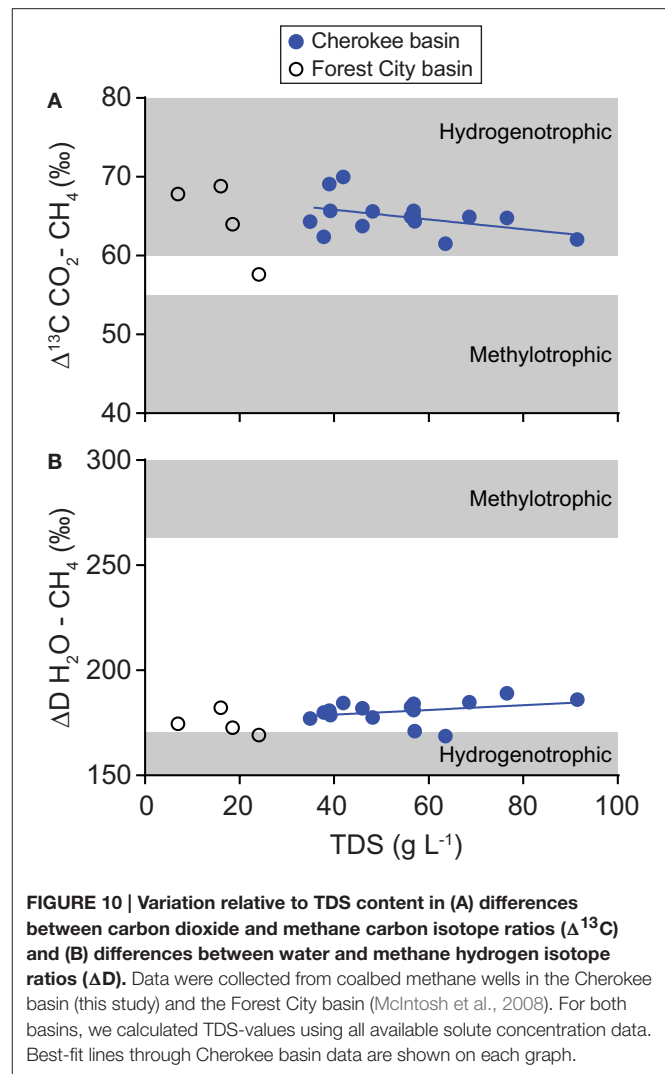 Cherokee basin
Forest City basin
A
80
70
60
50
40
Δ¹³C CO₂- CH₄ (‰)
Hydrogenotrophic
Methylotrophic
B
300
250
200
150
ΔD H₂O - CH₄ (‰)
Methylotrophic
Hydrogenotrophic
0 20 40 60 80 100
TDS (g L⁻¹)
FIGURE 10 | Variation relative to TDS content in (A) differences
between carbon dioxide and methane carbon isotope ratios (Δ¹³C)
and (B) differences between water and methane hydrogen isotope
ratios (ΔD). Data were collected from coalbed methane wells in the Cherokee
basin (this study) and the Forest City basin (McIntosh et al., 2008). For both
basins, we calculated TDS-values using all available solute concentration data.
Best-fit lines through Cherokee basin data are shown on each graph.